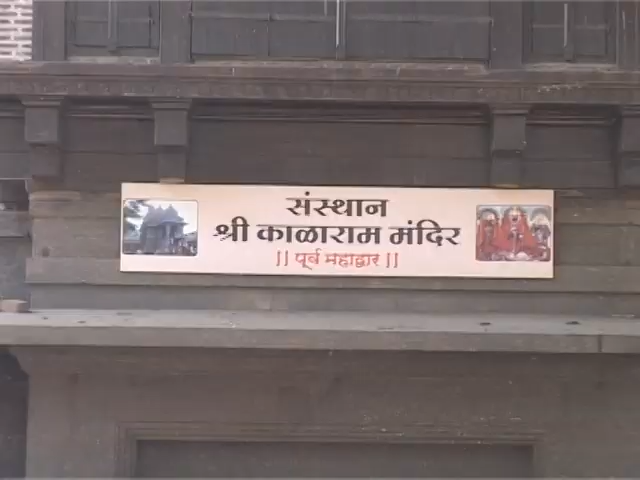 संस्थान
श्री काळाराम मंदिर
|| पूर्व महाद्वार ||